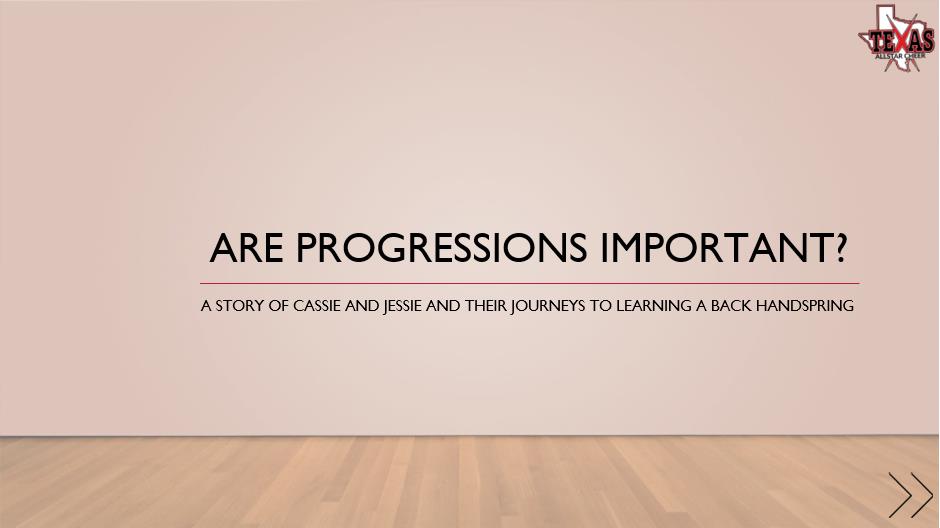 TEXAS
ALLSTAR CHEER
ARE PROGRESSIONS IMPORTANT?
A STORY OF CASSIE AND JESSIE AND THEIR JOURNEYS TO LEARNING A BACK HANDSPRING